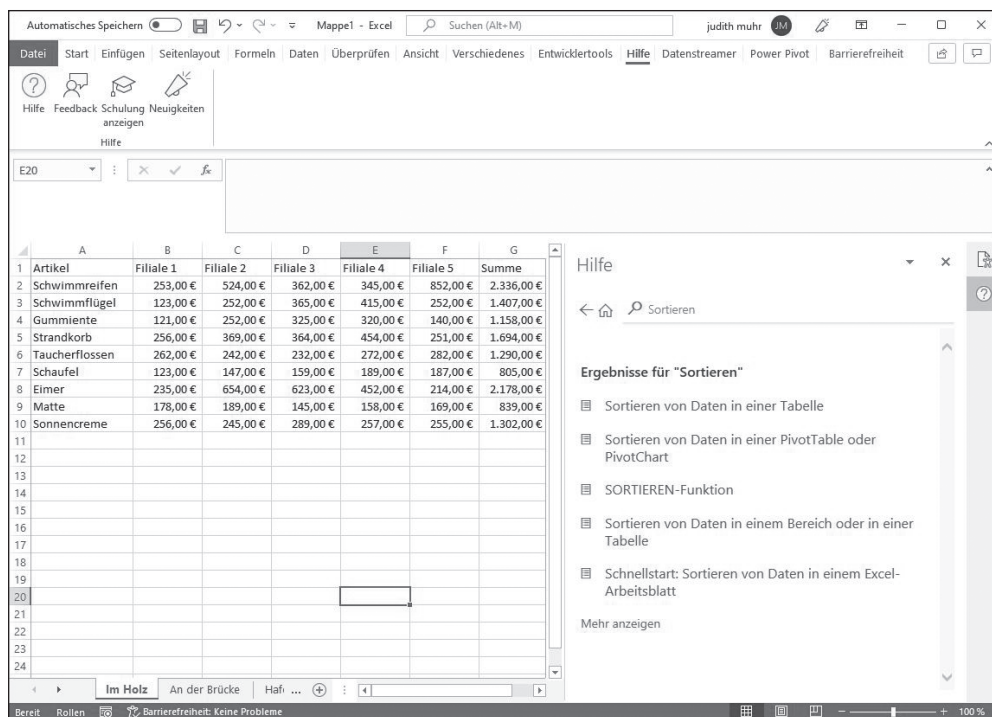 Automatisches Speichern Mappe1 - Excel Suchen (Alt+M) judith muhr JM
Datei Start Einfügen Seitenlayout Formeln Daten Überprüfen Ansicht Verschiedenes Entwicklertools Hilfe Datenstreamer Power Pivot Barrierefreiheit
Hilfe Feedback Schulung anzeigen Neuigkeiten
Hilfe
E20 fx
A B C D E F G
1 Artikel Filiale 1 Filiale 2 Filiale 3 Filiale 4 Filiale 5 Summe
2 Schwimmreifen 253,00 € 524,00 € 362,00 € 345,00 € 852,00 € 2.336,00 €
3 Schwimmflügel 123,00 € 252,00 € 365,00 € 415,00 € 252,00 € 1.407,00 €
4 Gummiente 121,00 € 252,00 € 325,00 € 320,00 € 140,00 € 1.158,00 €
5 Strandkorb 256,00 € 369,00 € 364,00 € 454,00 € 251,00 € 1.694,00 €
6 Taucherflossen 262,00 € 242,00 € 232,00 € 272,00 € 282,00 € 1.290,00 €
7 Schaufel 123,00 € 147,00 € 159,00 € 189,00 € 187,00 € 805,00 €
8 Eimer 235,00 € 654,00 € 623,00 € 452,00 € 214,00 € 2.178,00 €
9 Matte 178,00 € 189,00 € 145,00 € 158,00 € 169,00 € 839,00 €
10 Sonnencreme 256,00 € 245,00 € 289,00 € 257,00 € 255,00 € 1.302,00 €
11
12
13
14
15
16
17
18
19
20
21
22
23
24
Hilfe
Sortieren
Ergebnisse für "Sortieren"
Sortieren von Daten in einer Tabelle
Sortieren von Daten in einer PivotTable oder
PivotChart
SORTIEREN-Funktion
Sortieren von Daten in einem Bereich oder in einer
Tabelle
Schnellstart: Sortieren von Daten in einem Excel-
Arbeitsblatt
Mehr anzeigen
Im Holz An der Brücke Hafe ...
Bereit Rollen Barrierefreiheit: Keine Probleme 100 %